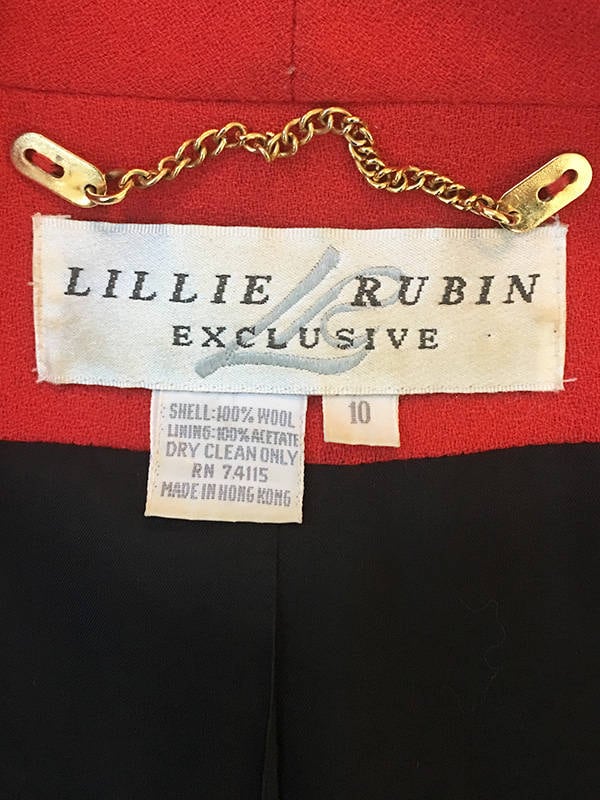 LILLIE RUBIN
EXCLUSIVE
LR
SHELL:100% WOOL
LINING:100% ACETATE
DRY CLEAN ONLY
RN 74115
MADE IN HONG KONG
10